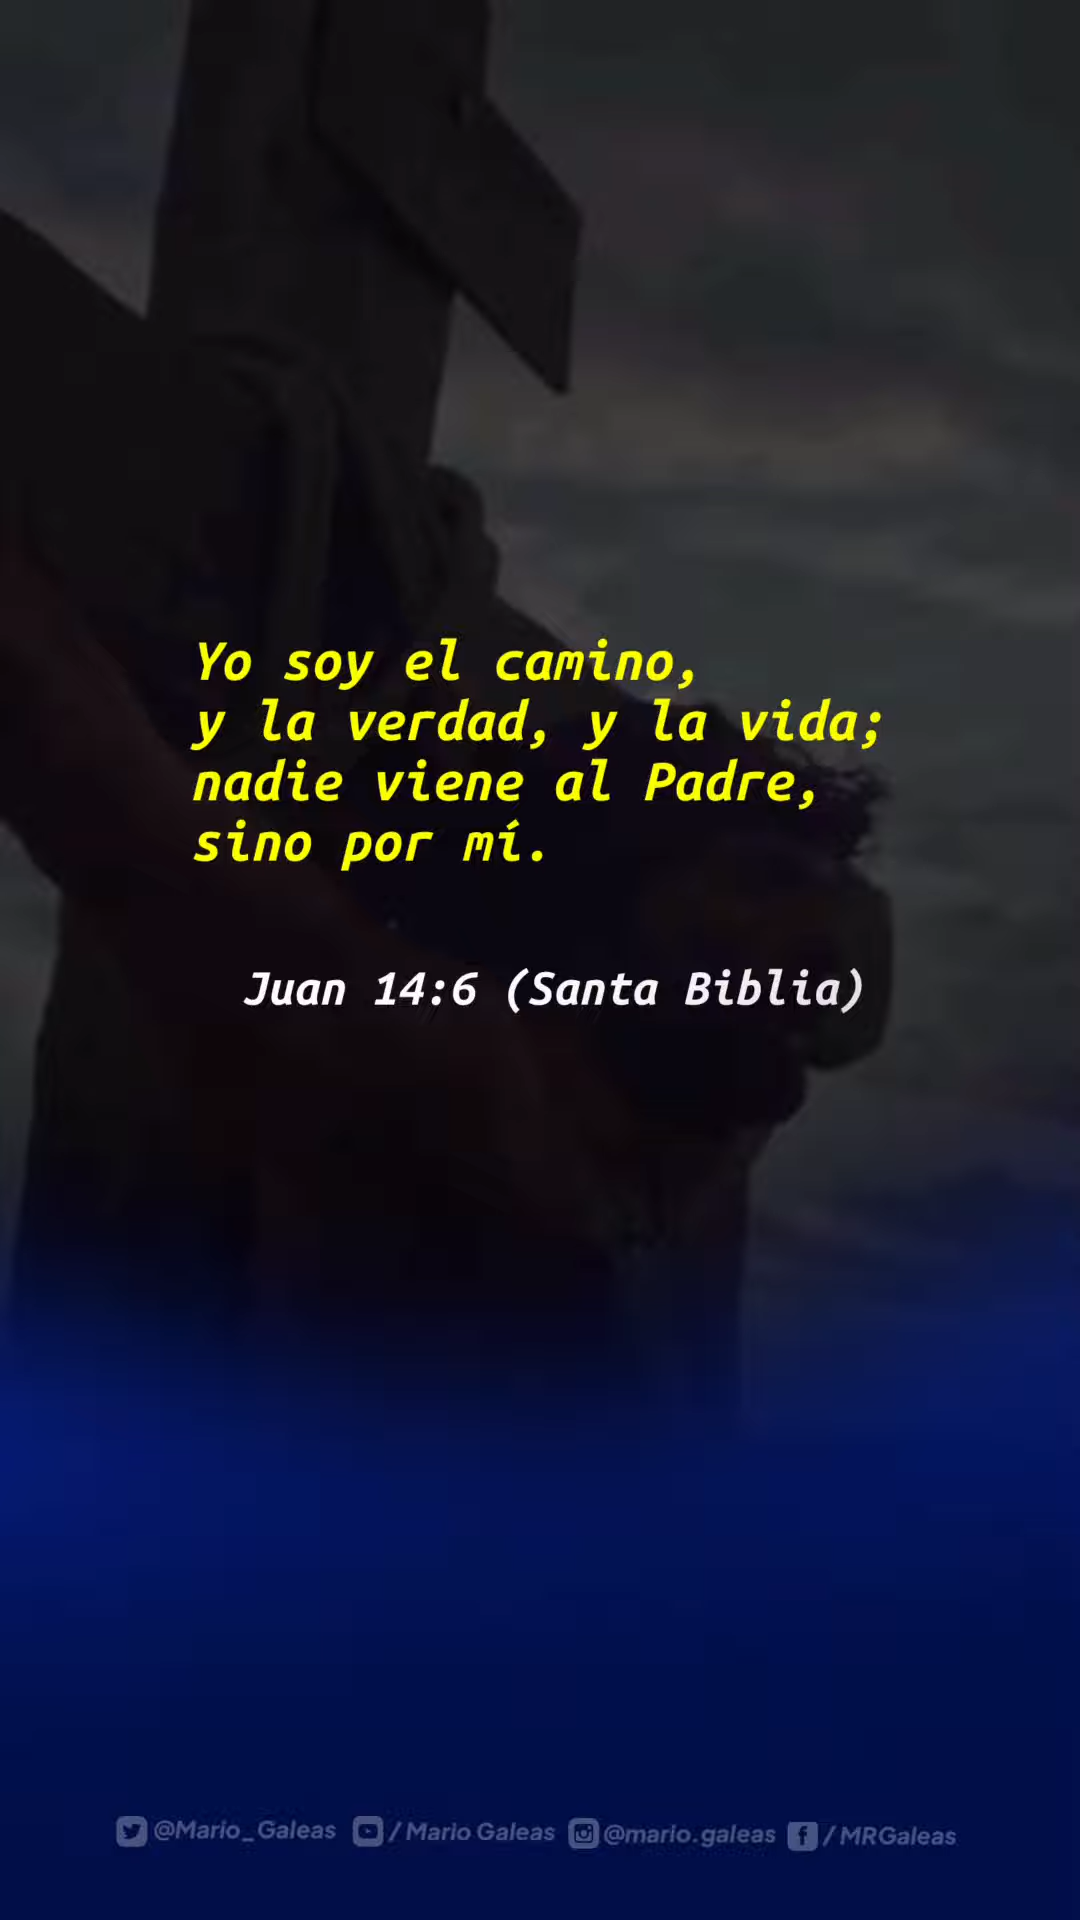 Yo soy el camino,
y la verdad, y la vida;
nadie viene al Padre,
sino por mí.
Juan 14:6 (Santa Biblia)
@Mario_Galeas / Mario Galeas @mario.galeas / MRGaleas